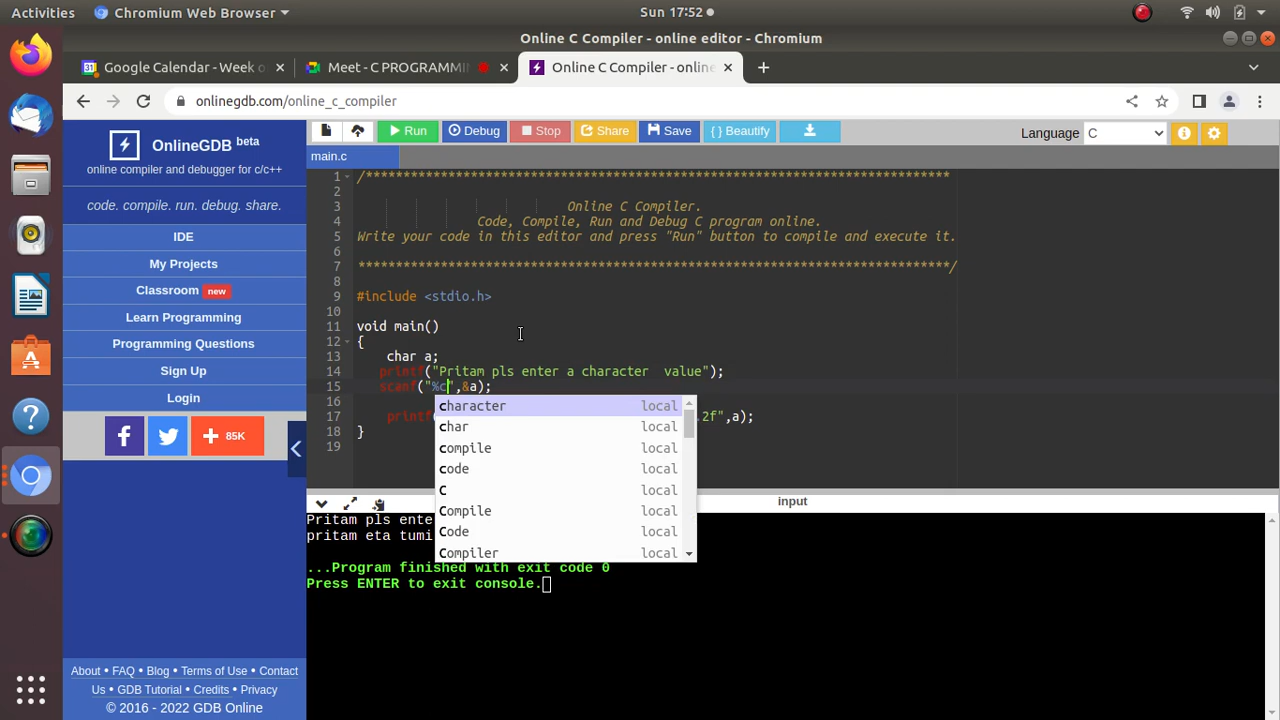 Activities Chromium Web Browser Sun 17:52
Online C Compiler - online editor - Chromium
31 Google Calendar - Week o Meet - C PROGRAMMIN Online C Compiler - online
onlinegdb.com/online_c_compiler
OnlineGDB beta
online compiler and debugger for c/c++
code. compile. run. debug. share.
IDE
My Projects
Classroom new
Learn Programming
Programming Questions
Sign Up
Login
85K
About • FAQ • Blog • Terms of Use • Contact
Us • GDB Tutorial • Credits • Privacy
© 2016 - 2022 GDB Online
Run Debug Stop Share Save { } Beautify Language C
main.c
1 /******************************************************************************
2
3 Online C Compiler.
4 Code, Compile, Run and Debug C program online.
5 Write your code in this editor and press "Run" button to compile and execute it.
6
7 *******************************************************************************/
8
9 #include <stdio.h>
10
11 void main()
12 {
13 char a;
14 printf("Pritam pls enter a character  value");
15 scanf("%c",&a);
16
17 printf( .2f",a);
18 }
19
character local
char local
compile local
code local
C local
Compile local
Code local
Compiler local
input
Pritam pls ente
pritam eta tumi
...Program finished with exit code 0
Press ENTER to exit console.